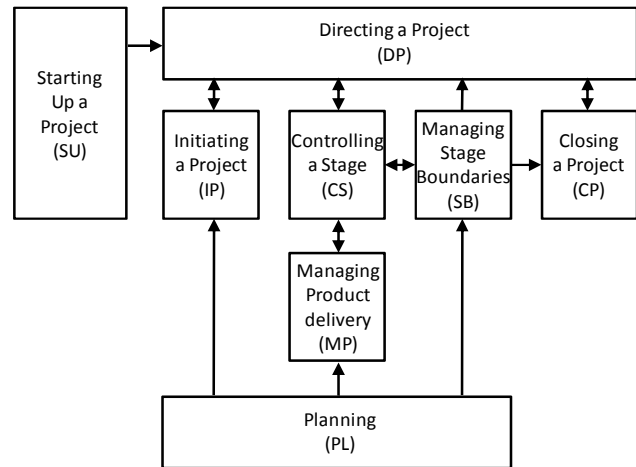 Starting
Up a
Project
(SU)
Directing a Project
(DP)
Initiating
a Project
(IP)
Controlling
a Stage
(CS)
Managing
Stage
Boundaries
(SB)
Closing
a Project
(CP)
Managing
Product
delivery
(MP)
Planning
(PL)